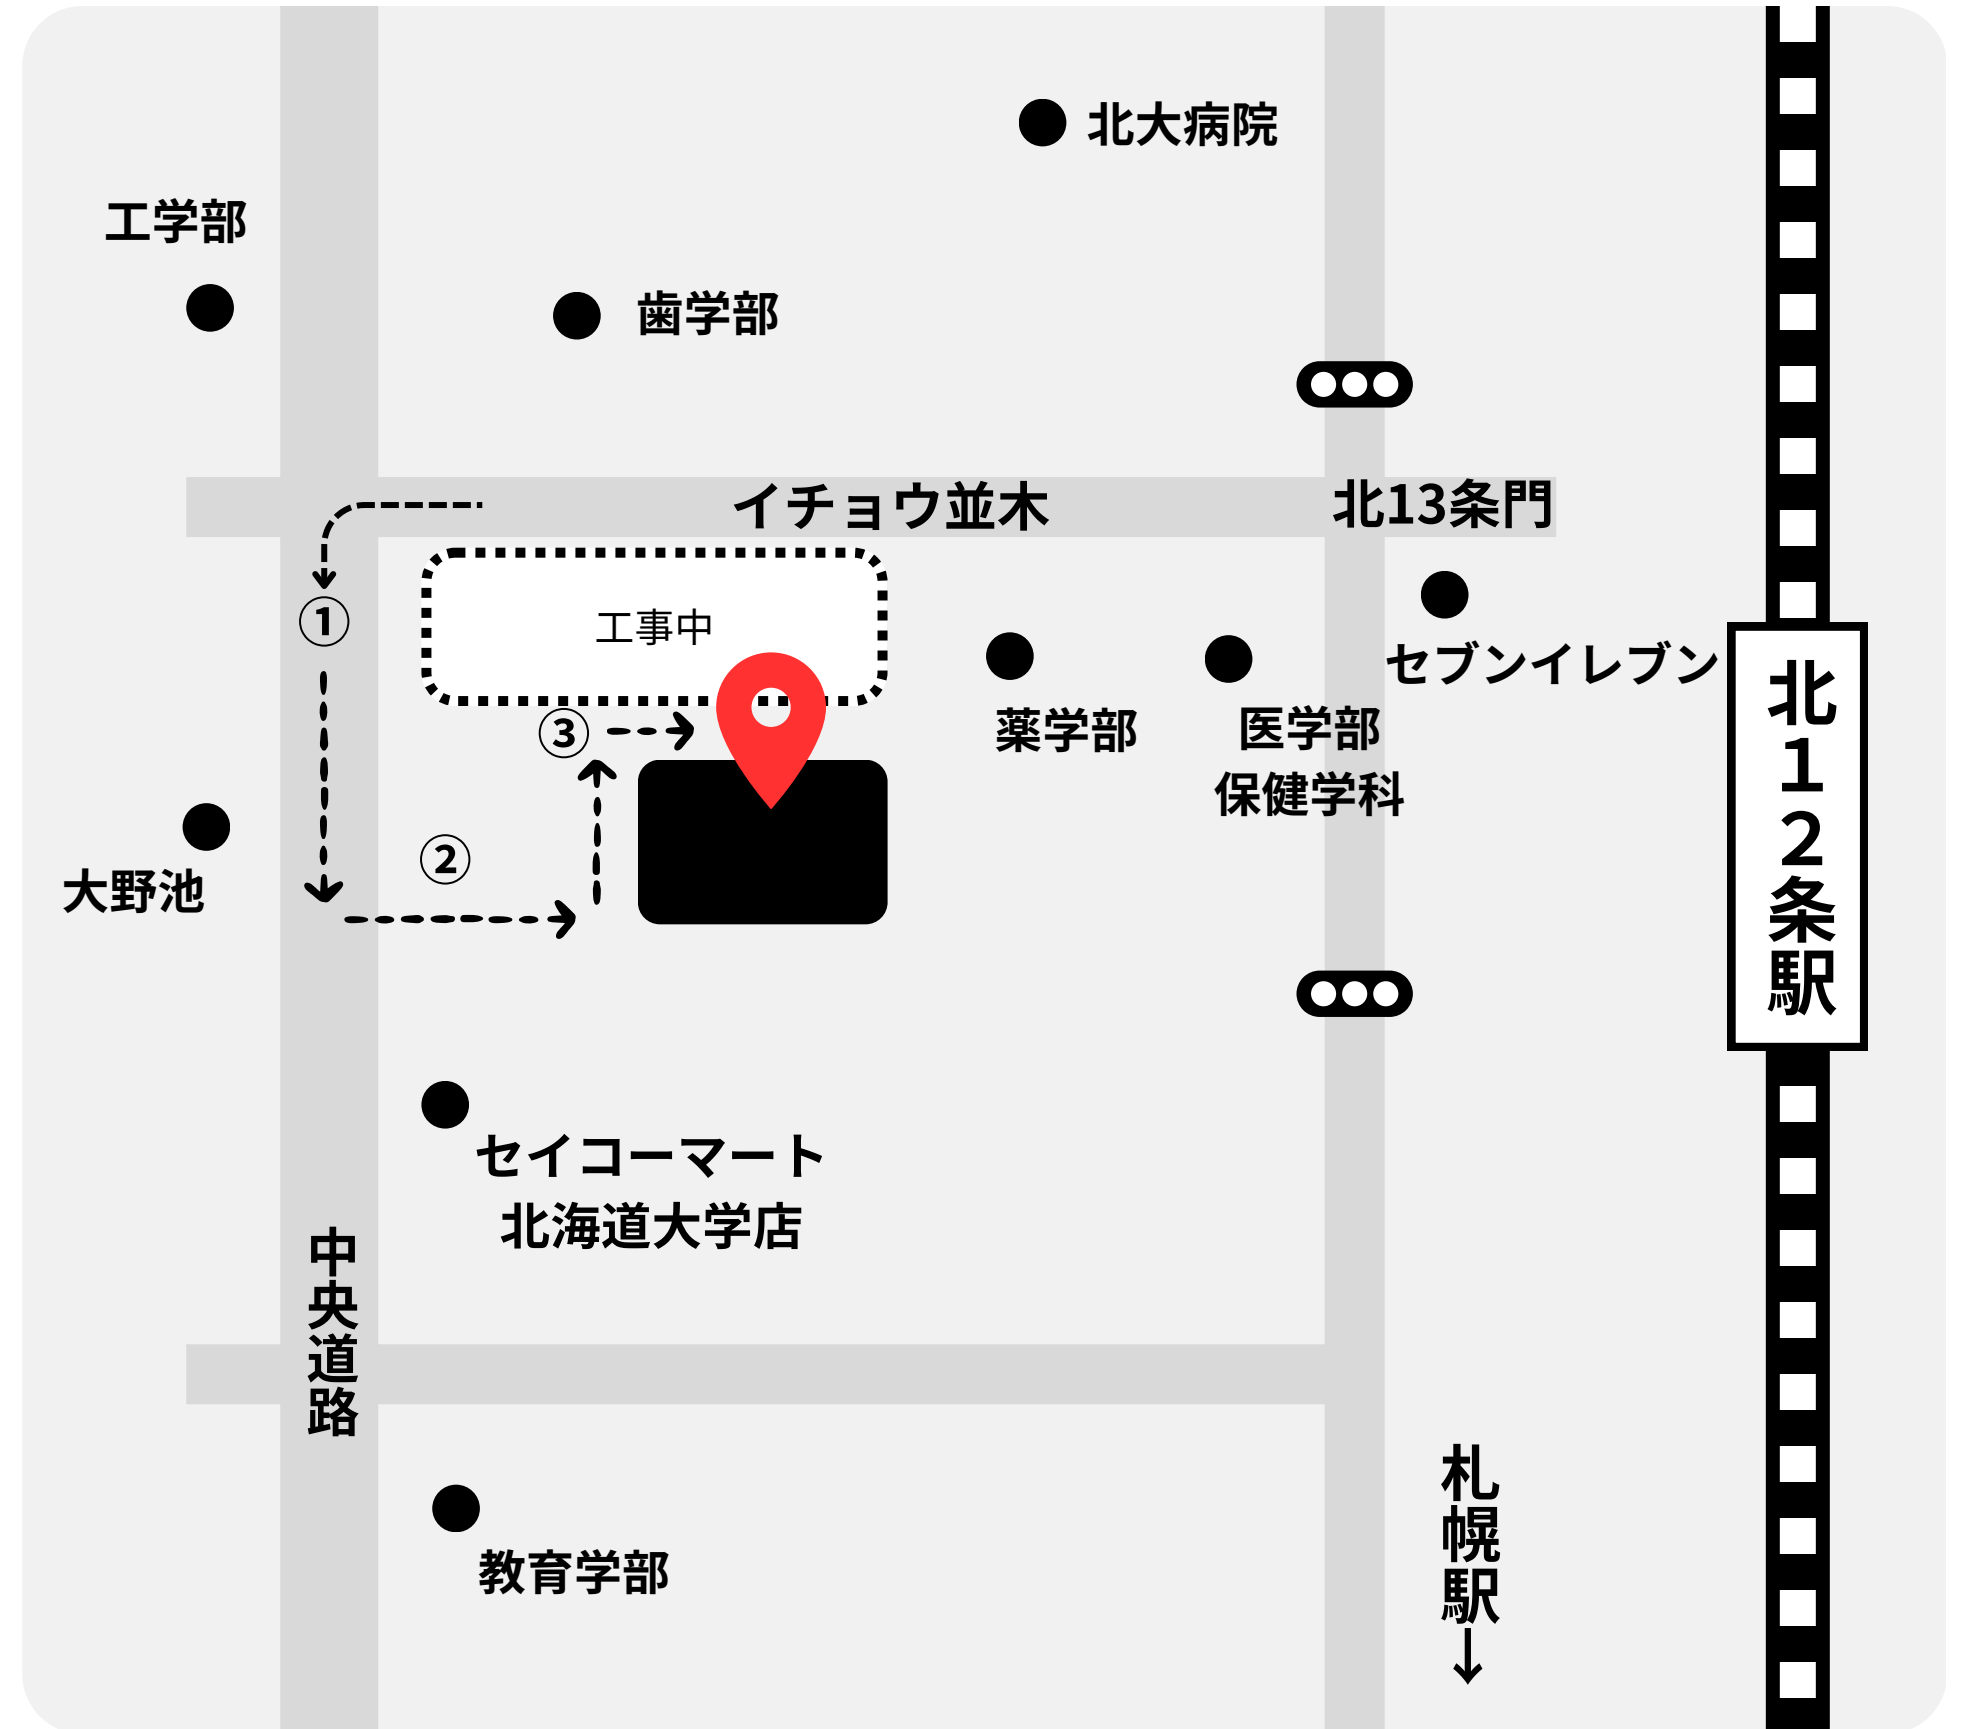 北大病院
工学部
歯学部
イチョウ並木
北13条門
①
工事中
セブンイレブン
北12条駅
③
薬学部
医学部
保健学科
②
大野池
セイコーマート
北海道大学店
中央道路
札幌駅→
教育学部